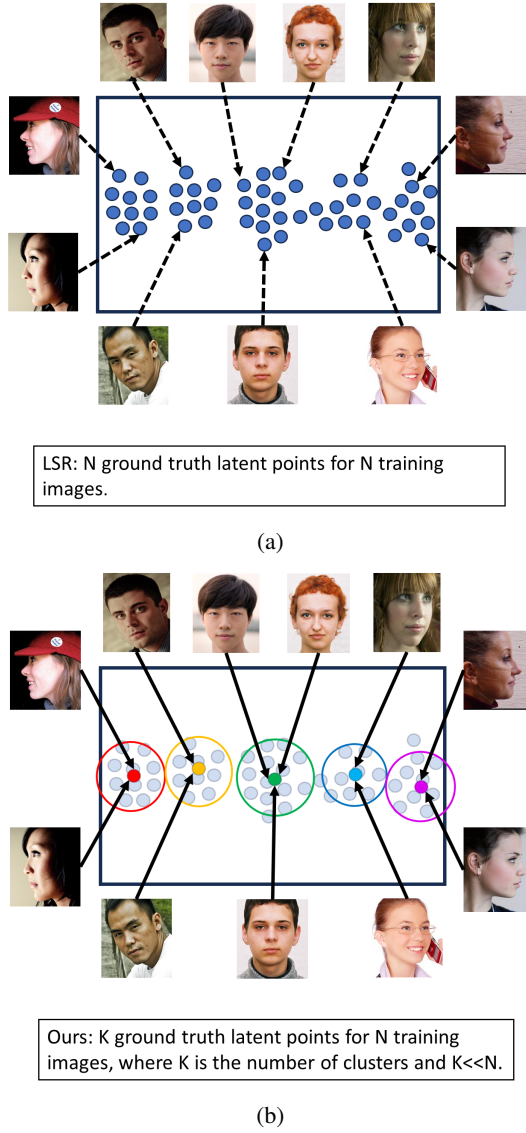 LSR: N ground truth latent points for N training
images.
(a)
Ours: K ground truth latent points for N training
images, where K is the number of clusters and K<<N.
(b)